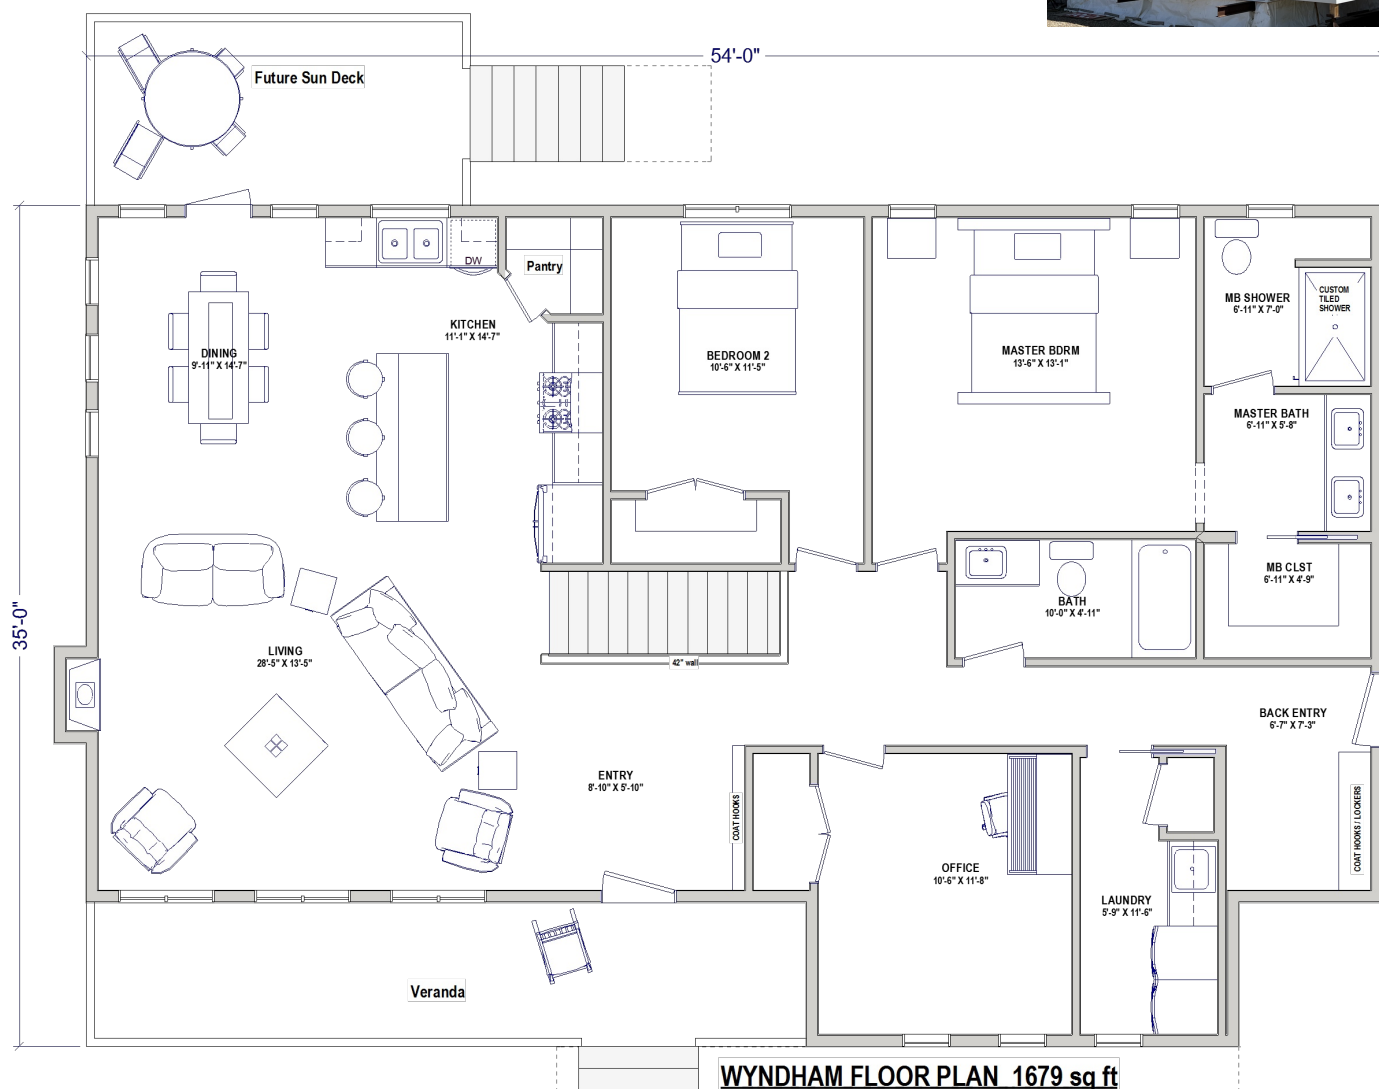 54'-0"
Future Sun Deck
DW
Pantry
KITCHEN
11'-1" X 14'-7"
DINING
9'-11" X 14'-7"
BEDROOM 2
10'-6" X 11'-5"
MASTER BDRM
13'-6" X 13'-1"
MB SHOWER
6'-11" X 7'-0"
CUSTOM
TILED
SHOWER
MASTER BATH
6'-11" X 5'-8"
MB CLST
6'-11" X 4'-9"
BATH
10'-0" X 4'-11"
35'-0"
LIVING
28'-5" X 13'-5"
42" wall
BACK ENTRY
6'-7" X 7'-3"
ENTRY
8'-10" X 5'-10"
COAT HOOKS
COAT HOOKS / LOCKERS
OFFICE
10'-6" X 11'-8"
LAUNDRY
5'-9" X 11'-6"
Veranda
WYNDHAM FLOOR PLAN 1679 sq ft